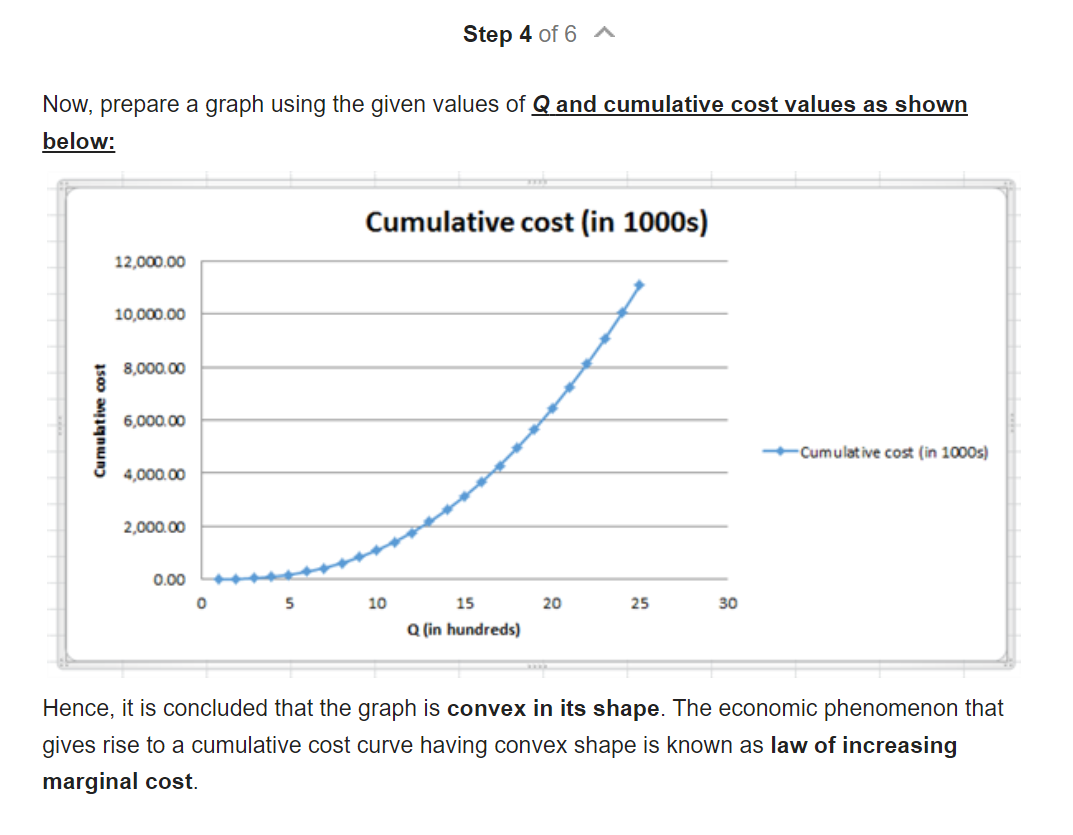 Step 4 of 6
Now, prepare a graph using the given values of Q and cumulative cost values as shown
below:
Cumulative cost (in 1000s)
12,000.00
10,000.00
8,000.00
6,000.00
4,000.00
2,000.00
0.00
Cumulative cost
0 5 10 15 20 25 30
Q (in hundreds)
Cumulative cost (in 1000s)
Hence, it is concluded that the graph is convex in its shape. The economic phenomenon that
gives rise to a cumulative cost curve having convex shape is known as law of increasing
marginal cost.